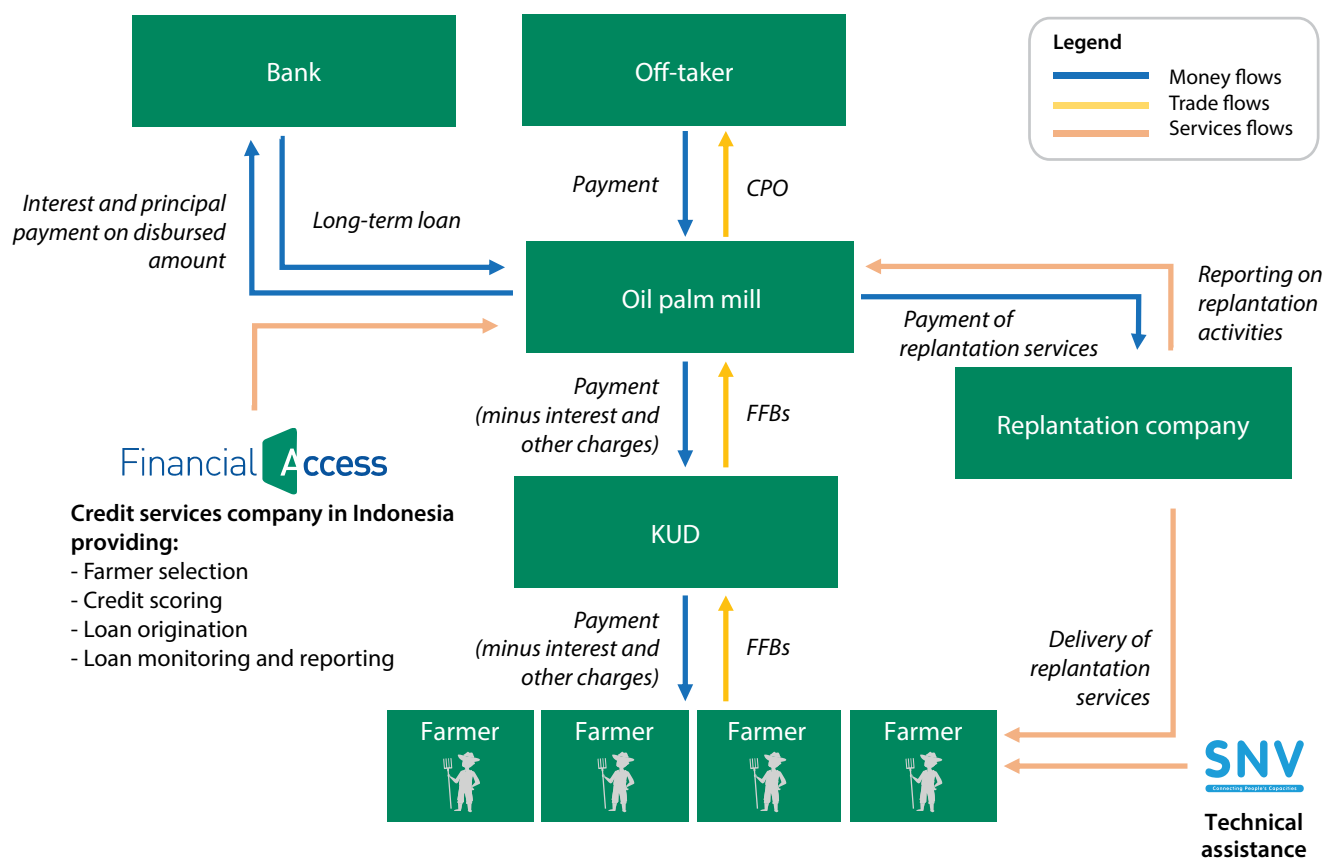 Bank
Off-taker
Legend
Money flows
Trade flows
Services flows
Interest and principal
payment on disbursed
amount
Long-term loan
Payment
CPO
Oil palm mill
Payment of
replantation services
Reporting on
replantation
activities
Replantation company
Payment
(minus interest and
other charges)
FFBs
Financial Access
Credit services company in Indonesia
providing:
- Farmer selection
- Credit scoring
- Loan origination
- Loan monitoring and reporting
KUD
Payment
(minus interest and
other charges)
FFBs
Delivery of
replantation
services
Farmer
Farmer
Farmer
Farmer
SNV
Connecting People's Capacities
Technical
assistance